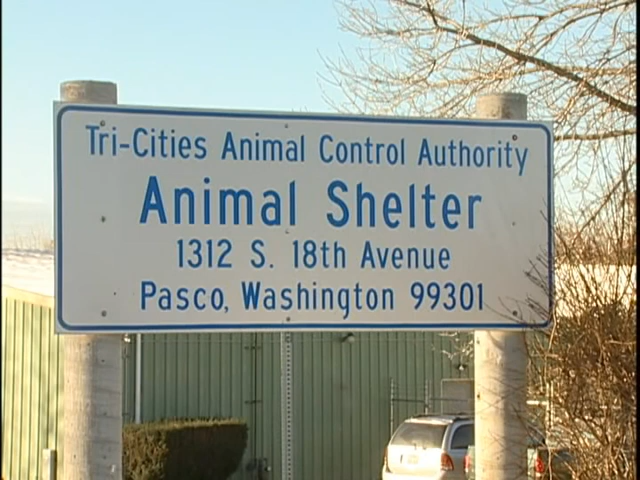 Tri-Cities Animal Control Authority
Animal Shelter
1312 S. 18th Avenue
Pasco, Washington 99301